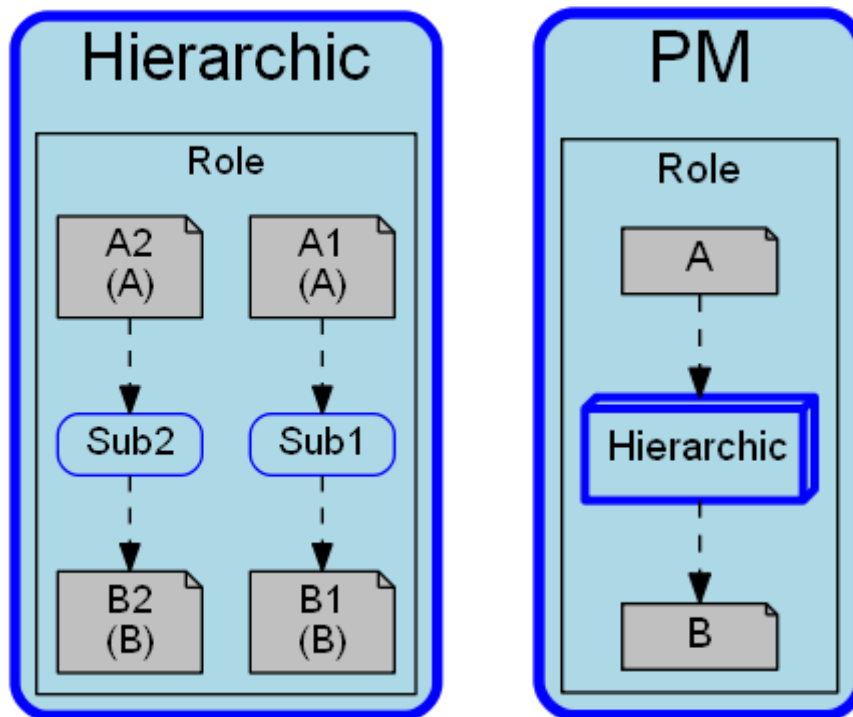 Hierarchic
Role
A2
(A)
A1
(A)
Sub2
Sub1
B2
(B)
B1
(B)
PM
Role
A
Hierarchic
B